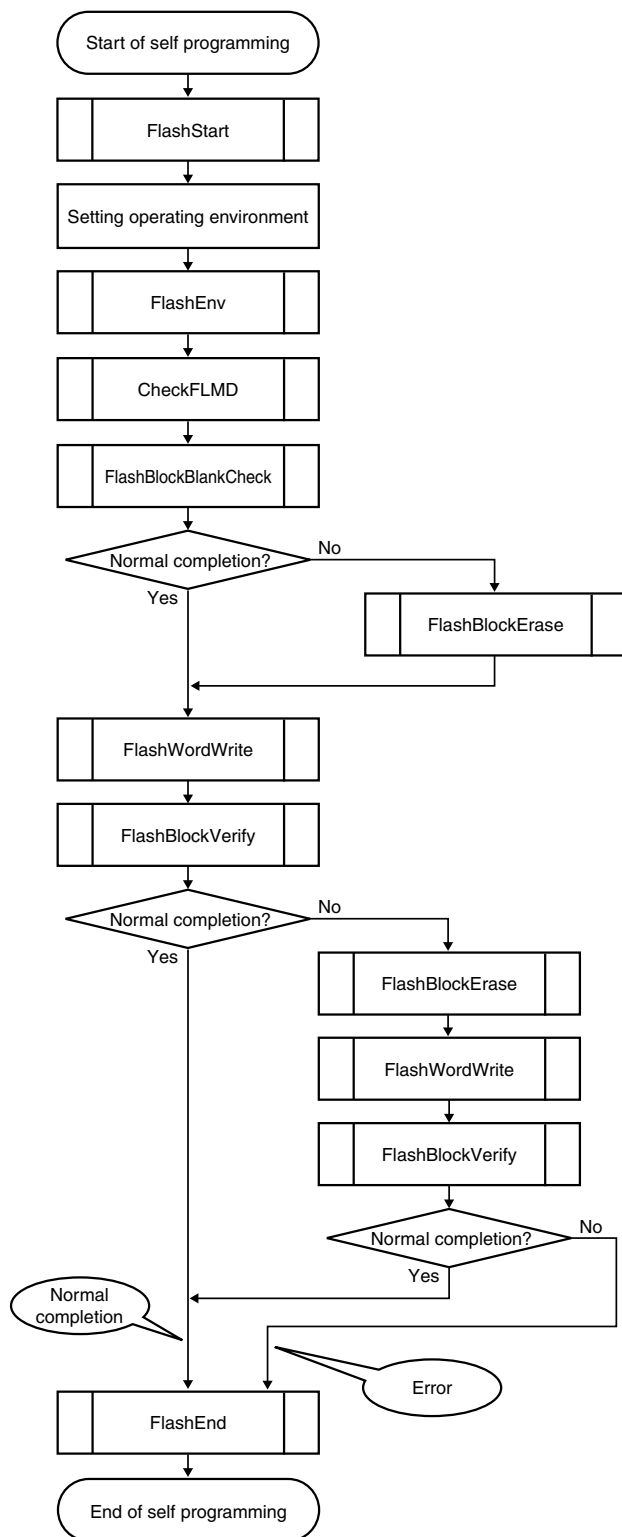 Start of self programming
FlashStart
Setting operating environment
FlashEnv
CheckFLMD
FlashBlockBlankCheck
Normal completion?
No
Yes
FlashBlockErase
FlashWordWrite
FlashBlockVerify
Normal completion?
No
Yes
FlashBlockErase
FlashWordWrite
FlashBlockVerify
Normal completion?
No
Yes
Normal
completion
Error
FlashEnd
End of self programming